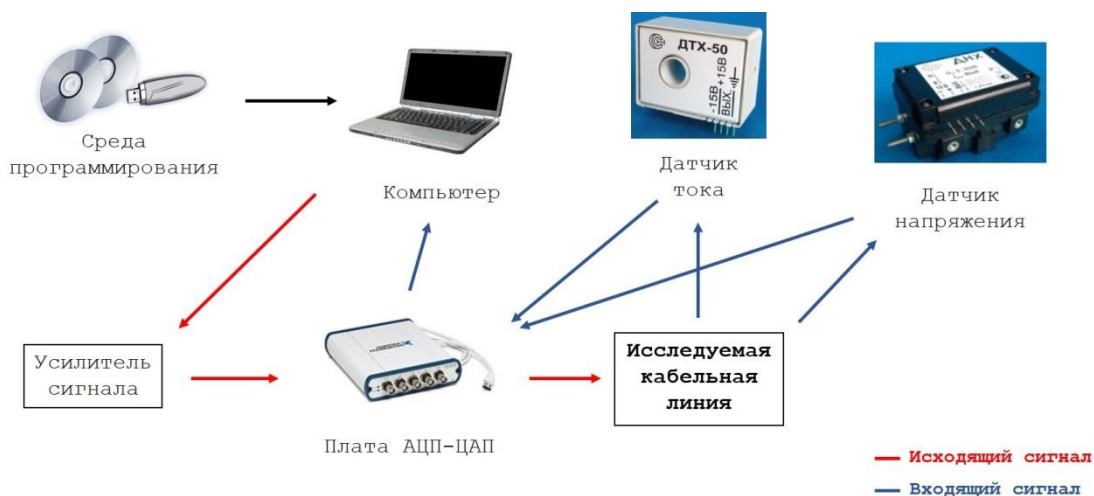 ДТХ-50
-15В
+15В
ВЫХ.
ДНХ
Среда
программирования
Компьютер
Датчик
тока
Датчик
напряжения
Усилитель
сигнала
Исследуемая
кабельная
линия
Плата АЦП-ЦАП
Исходящий сигнал
Входящий сигнал